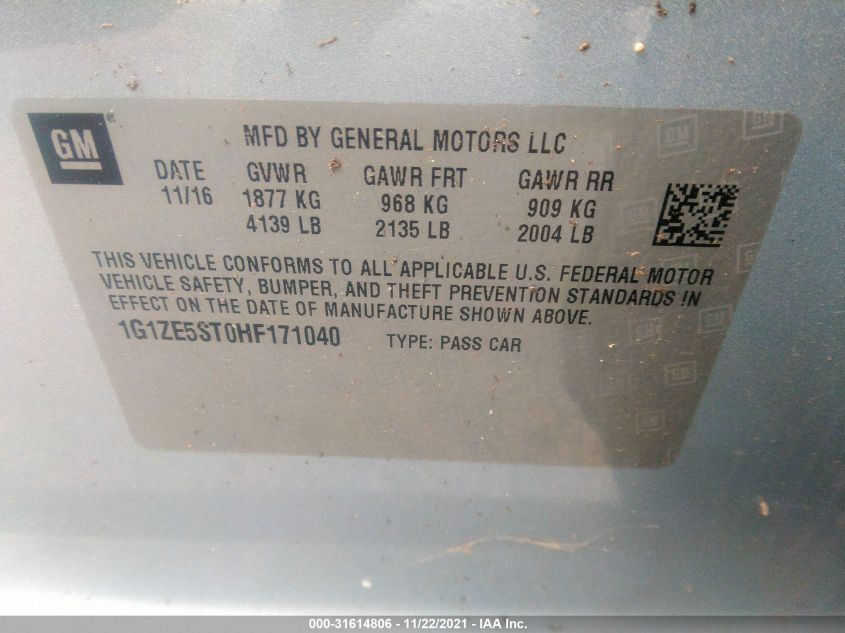 GM ®
MFD BY GENERAL MOTORS LLC
DATE GVWR GAWR FRT GAWR RR
11/16 1877 KG 968 KG 909 KG
4139 LB 2135 LB 2004 LB
THIS VEHICLE CONFORMS TO ALL APPLICABLE U.S. FEDERAL MOTOR
VEHICLE SAFETY, BUMPER, AND THEFT PREVENTION STANDARDS IN
EFFECT ON THE DATE OF MANUFACTURE SHOWN ABOVE.
1G1ZE5ST0HF171040 TYPE: PASS CAR
000-31614806 - 11/22/2021 - IAA Inc.